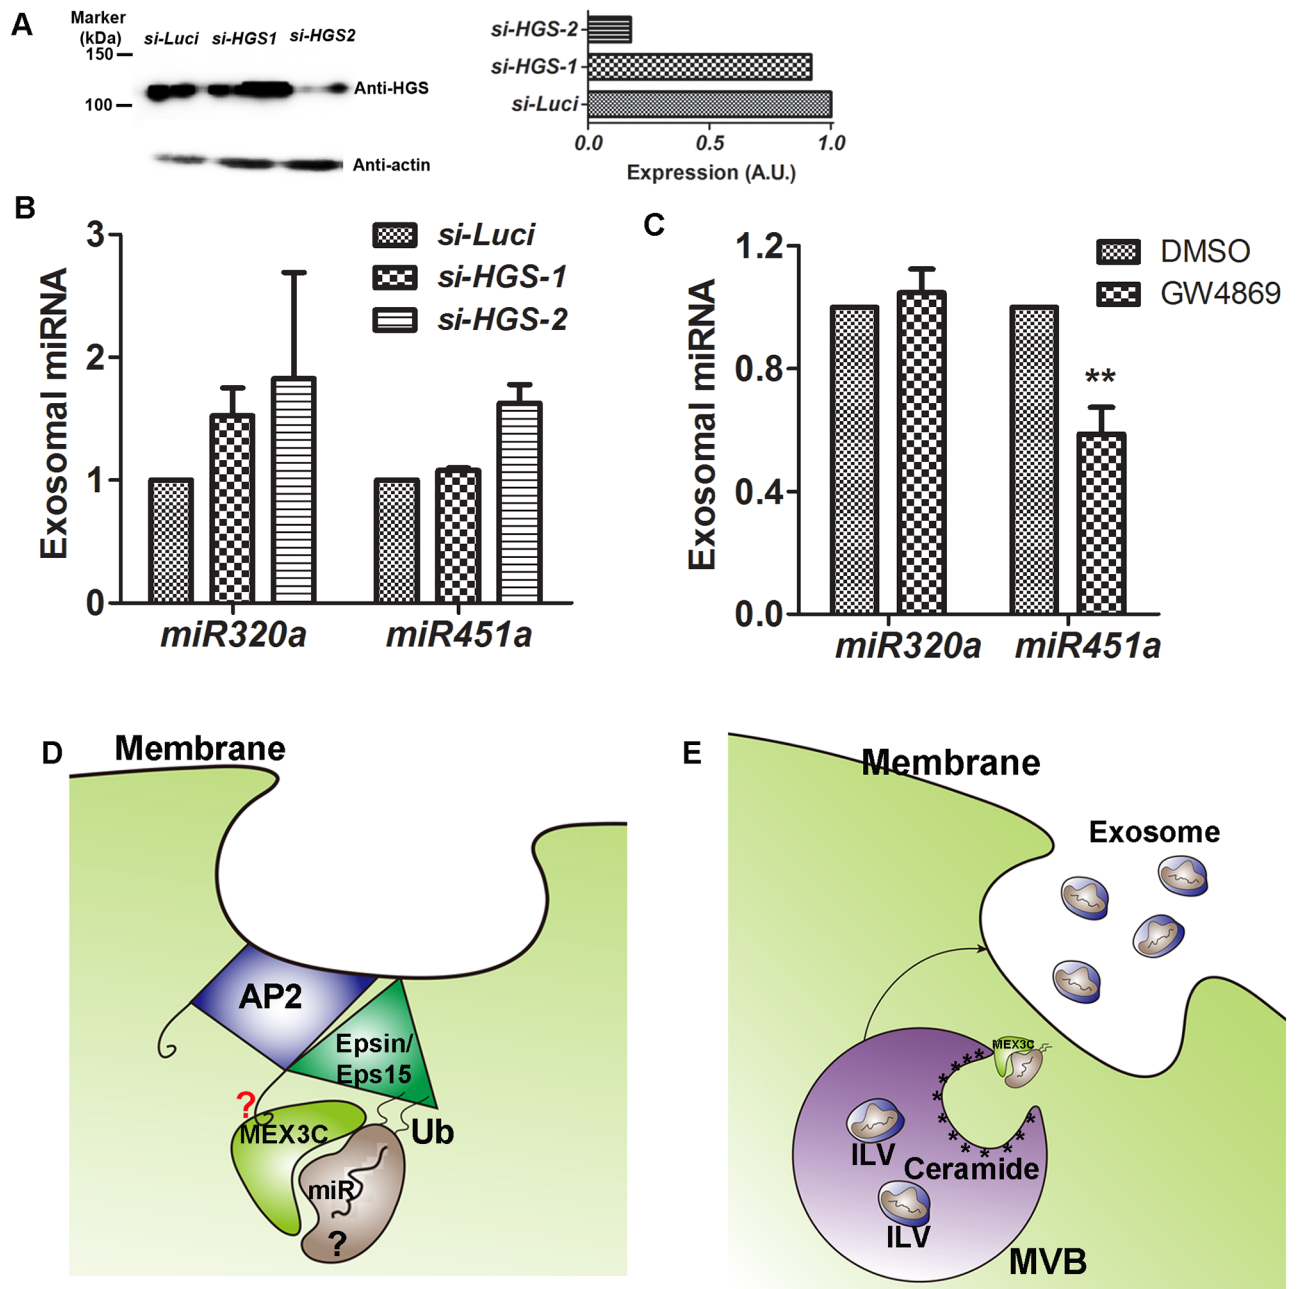 A
Marker
(kDa)
si-Luci si-HGS1 si-HGS2
150
100
Anti-HGS
Anti-actin
si-HGS-2
si-HGS-1
si-Luci
0.0 0.5 1.0
Expression (A.U.)
B
Exosomal miRNA
3
2
1
0
si-Luci
si-HGS-1
si-HGS-2
miR320a miR451a
C
Exosomal miRNA
1.2
0.8
0.4
0.0
DMSO
GW4869
**
miR320a miR451a
D
Membrane
AP2
Epsin/
Eps15
?
MEX3C
Ub
miR
?
E
Membrane
Exosome
MEX3C
ILV
Ceramide
ILV
MVB